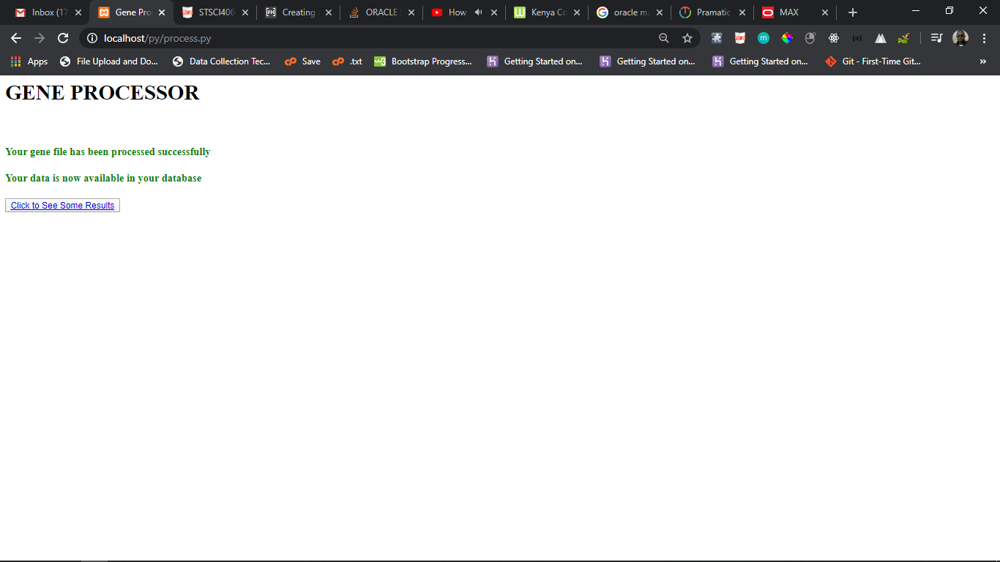 Inbox (17
Gene Pro
STSCI406
Creating
ORACLE
How
Kenya Co
oracle ma
Pramatic
MAX
localhost/py/process.py
Apps
File Upload and Do...
Data Collection Tec...
Save
.txt
Bootstrap Progress...
Getting Started on...
Getting Started on...
Getting Started on...
Git - First-Time Git...
»
GENE PROCESSOR
Your gene file has been processed successfully
Your data is now available in your database
Click to See Some Results